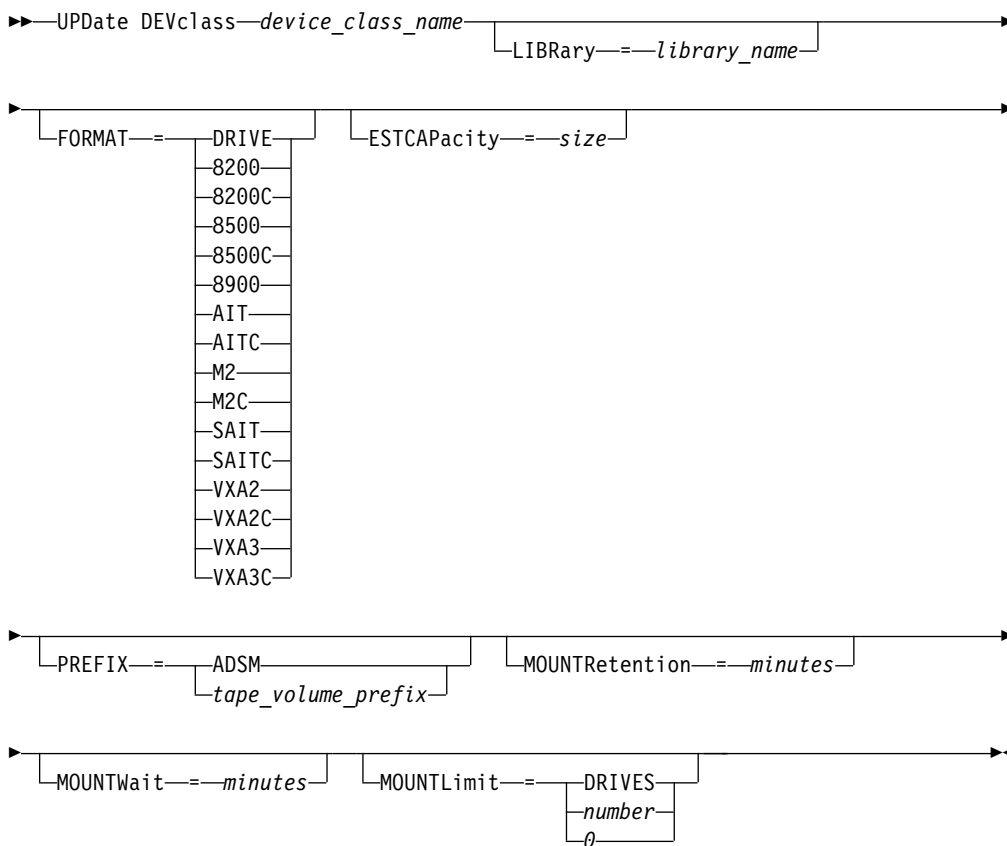 UPDate DEVclass device_class_name
LIBRary = library_name
FORMAT = DRIVE
8200
8200C
8500
8500C
8900
AIT
AITC
M2
M2C
SAIT
SAITC
VXA2
VXA2C
VXA3
VXA3C
ESTCAPacity = size
PREFIX = ADSM
tape_volume_prefix
MOUNTRetention = minutes
MOUNTWait = minutes
MOUNTLimit = DRIVES
number
0